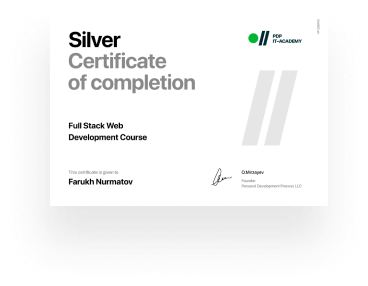 Silver
Certificate
of completion
PDP
IT-ACADEMY
Full Stack Web
Development Course
This certificate is given to
Farukh Nurmatov
O.Mirzayev
Founder
Personal Development Process LLC